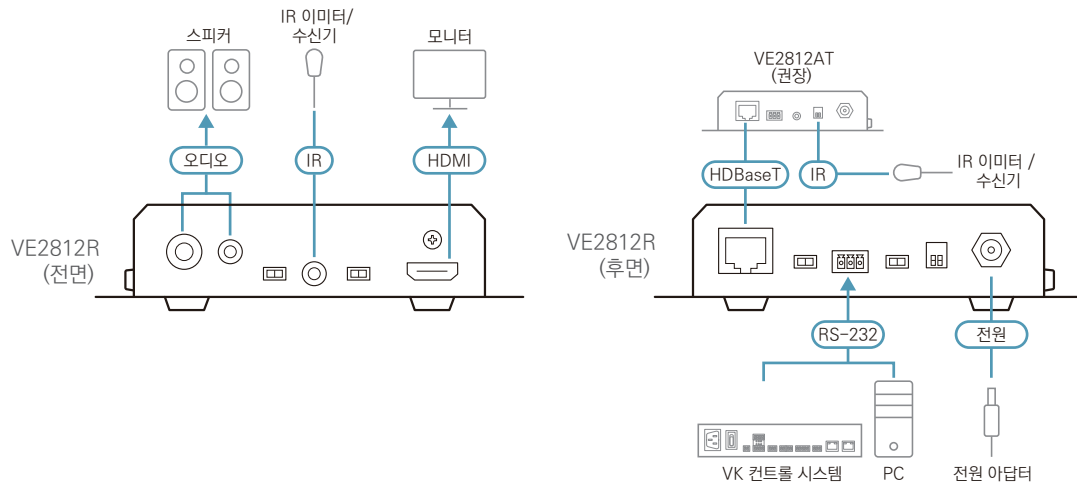 스피커
IR 이미터/
수신기
모니터
오디오
IR
HDMI
VE2812R
(전면)
VE2812AT
(권장)
HDBaseT
IR
IR 이미터 /
수신기
VE2812R
(후면)
RS-232
전원
VK 컨트롤 시스템
PC
전원 아답터